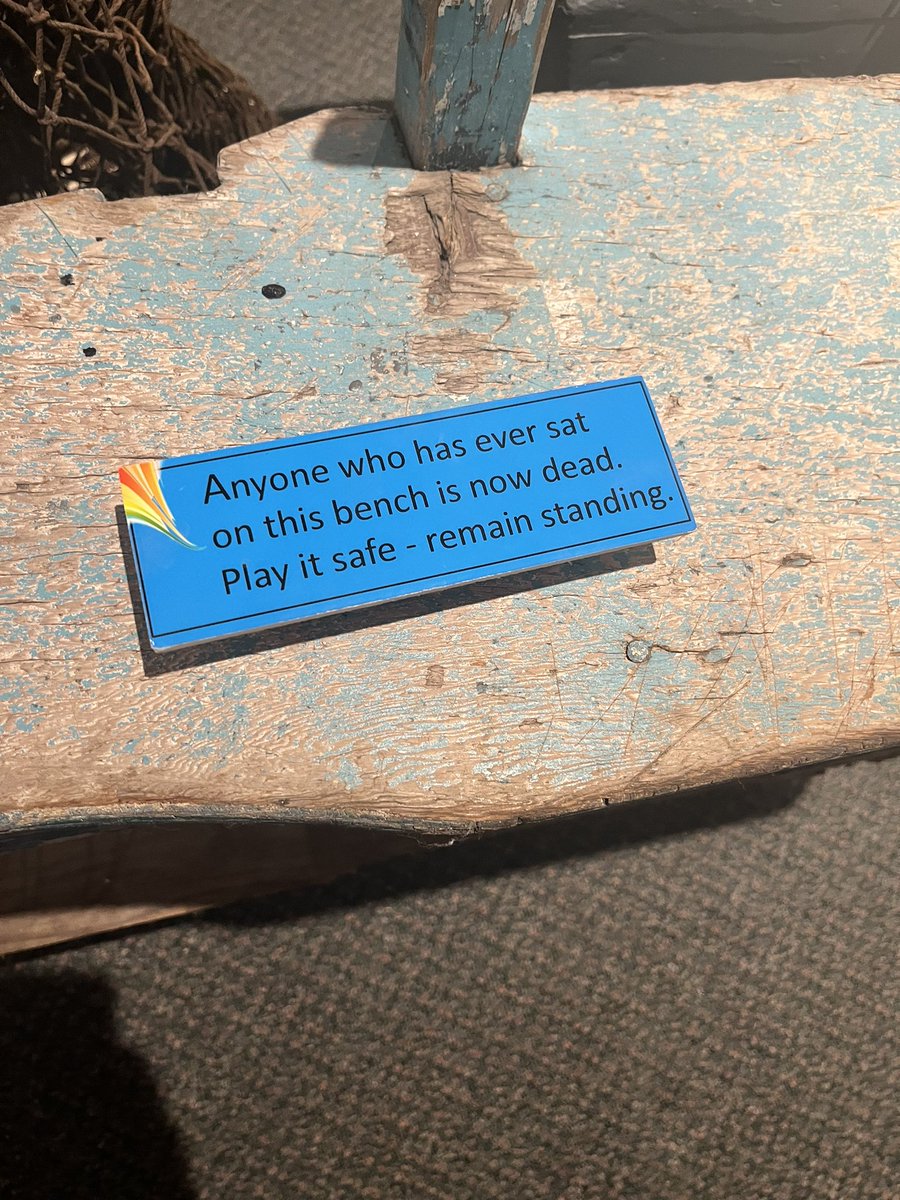 Anyone who has ever sat
on this bench is now dead.
Play it safe - remain standing.